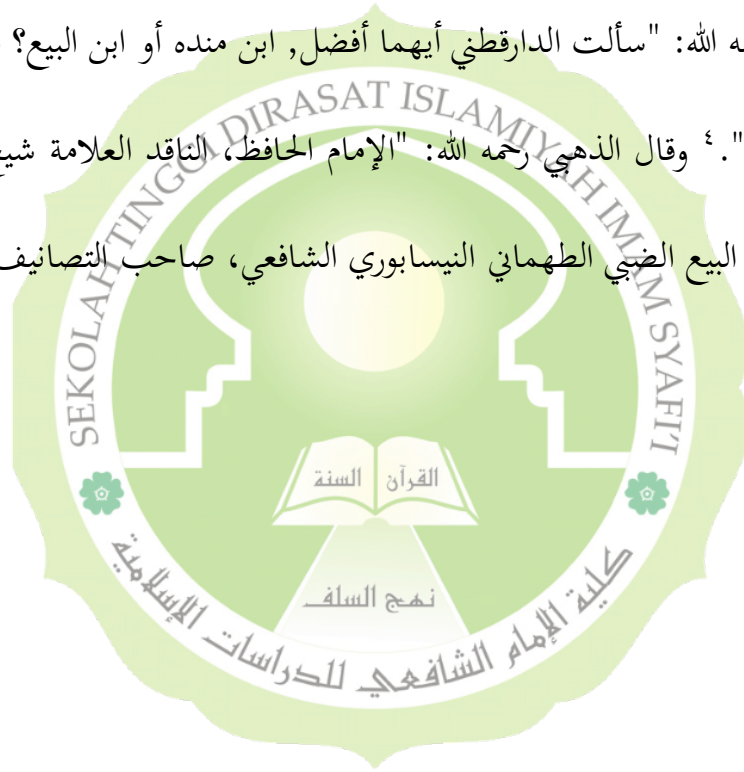 ه الله: "سألت الدارقطني أيهما أفضل, ابن منده أو ابن البيع؟
".٤ وقال الذهبي رحمه الله: "الإمام الحافظ، الناقد العلامة شيخ
البيع الضبي الطهماني النيسابوري الشافعي، صاحب التصانيف
SEKOLAH TINGGI DIRASAT ISLAMIYAH IMAM SYAFI'I
القرآن
السنة
نهج السلف
كلية الإمام الشافعي للدراسات الإسلامية